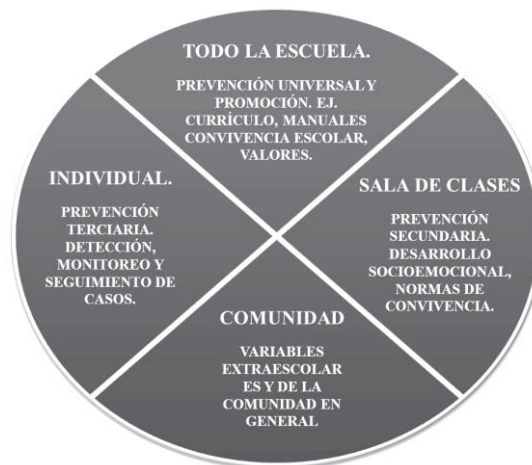 TODO LA ESCUELA.
PREVENCIÓN UNIVERSAL Y
PROMOCIÓN. EJ.
CURRÍCULO, MANUALES
CONVIVENCIA ESCOLAR,
VALORES.
INDIVIDUAL.
PREVENCIÓN
TERCIARIA.
DETECCIÓN,
MONITOREO Y
SEGUIMIENTO DE
CASOS.
SALA DE CLASES
PREVENCIÓN
SECUNDARIA.
DESARROLLO
SOCIOEMOCIONAL,
NORMAS DE
CONVIVENCIA.
COMUNIDAD
VARIABLES
EXTRAESCOLAR
ES Y DE LA
COMUNIDAD EN
GENERAL